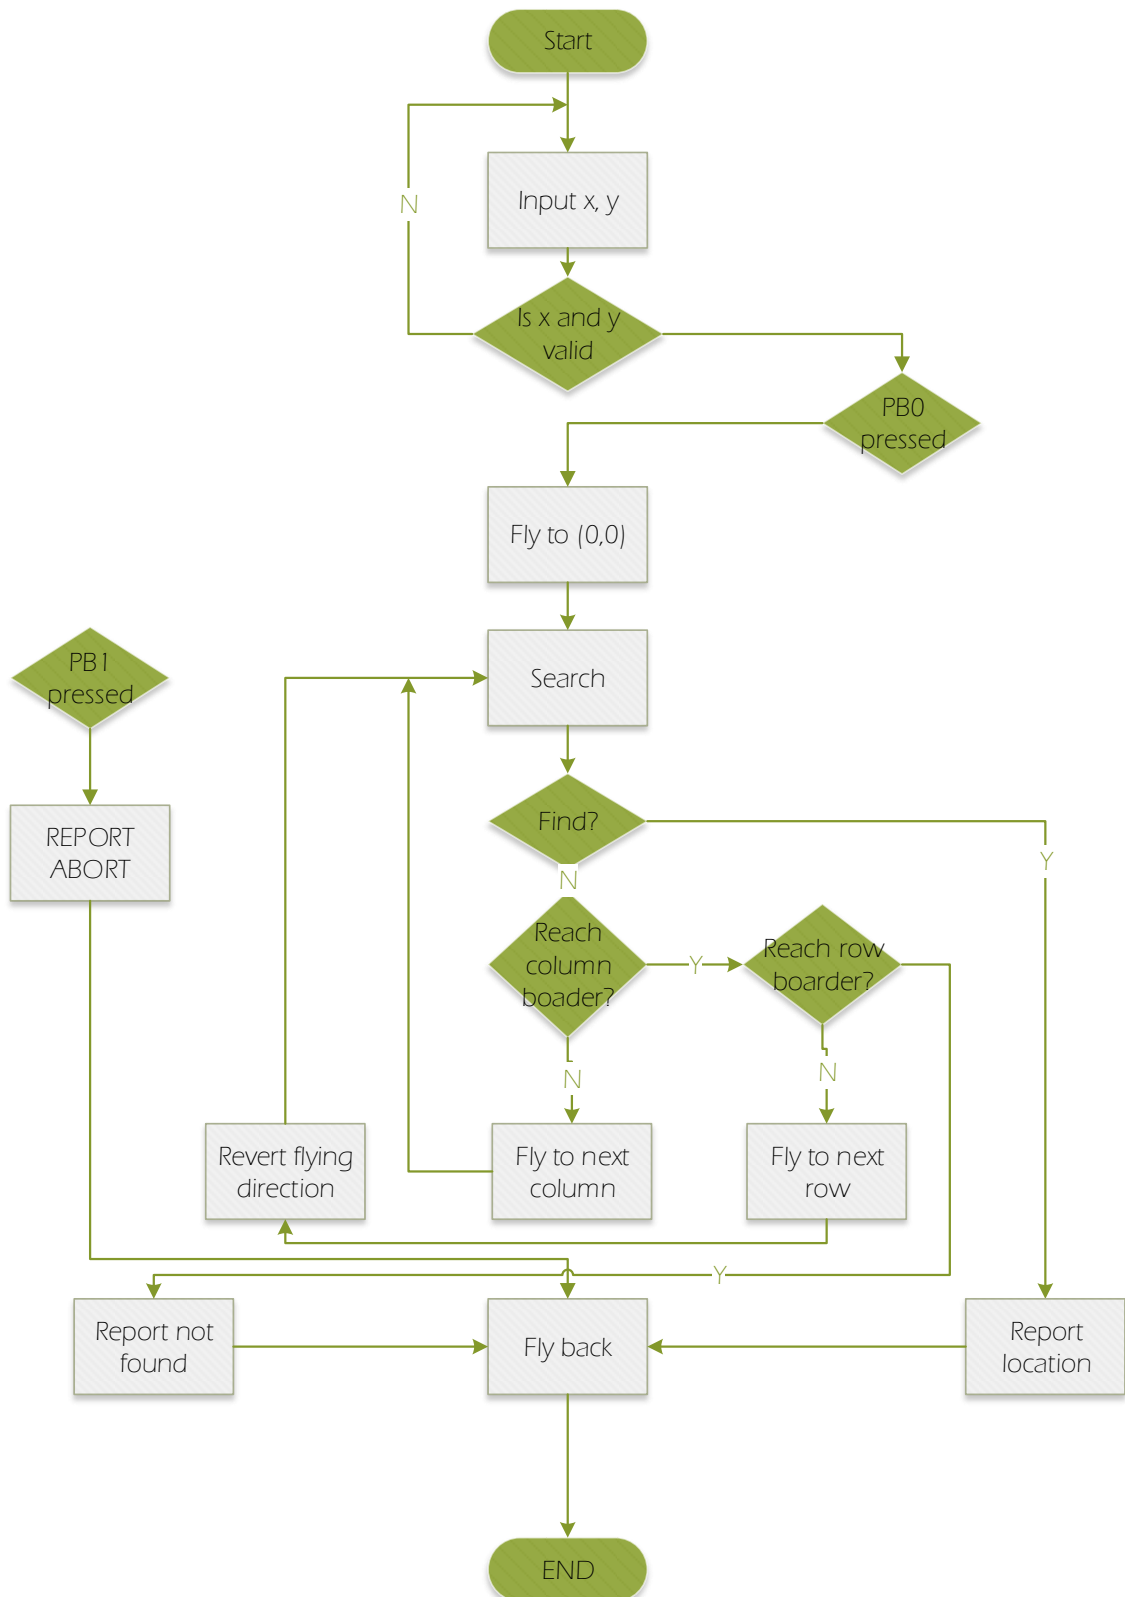 Start
N
Input x, y
Is x and y
valid
PB0
pressed
Fly to (0,0)
PB1
pressed
Search
REPORT
ABORT
Find?
Y
N
Reach
column
boader?
Y
Reach row
boarder?
N
N
Revert flying
direction
Fly to next
column
Fly to next
row
Y
Report not
found
Fly back
Report
location
END